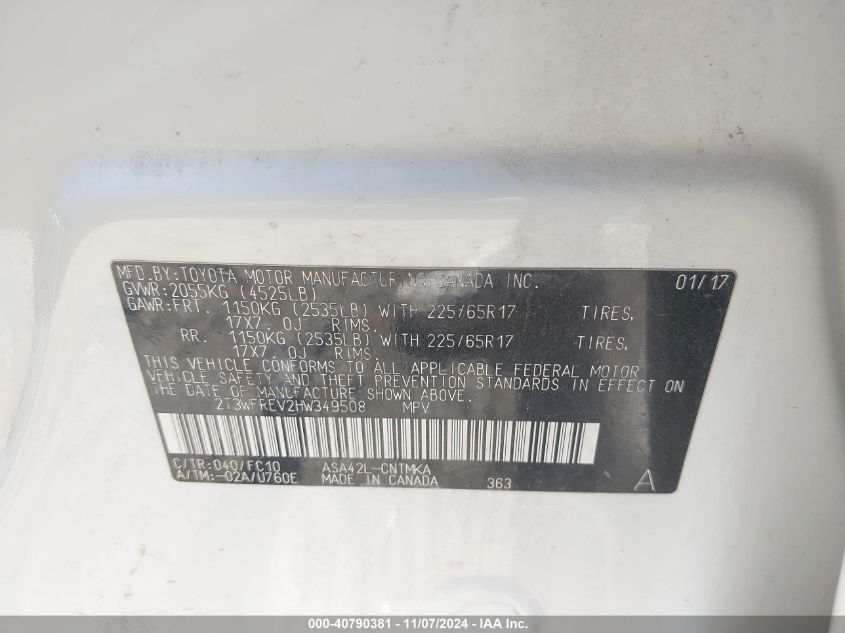 MFD.BY:TOYOTA MOTOR MANUFACTURING CANADA INC. 01/17
GVWR:2055KG (4525LB)
GAWR:FRT. 1150KG (2535LB) WITH 225/65R17 TIRES,
17X7. 0J RIMS.
RR. 1150KG (2535LB) WITH 225/65R17 TIRES,
17X7. 0J RIMS.
THIS VEHICLE CONFORMS TO ALL APPLICABLE FEDERAL MOTOR
VEHICLE SAFETY AND THEFT PREVENTION STANDARDS IN EFFECT ON
THE DATE OF MANUFACTURE SHOWN ABOVE.
2T3WFREV2HW349508 MPV
C/TR:040/FC10 ASA42L-CNTMKA
A/TM:-02A/U760E MADE IN CANADA 363 A
000-40790381 - 11/07/2024 - IAA Inc.